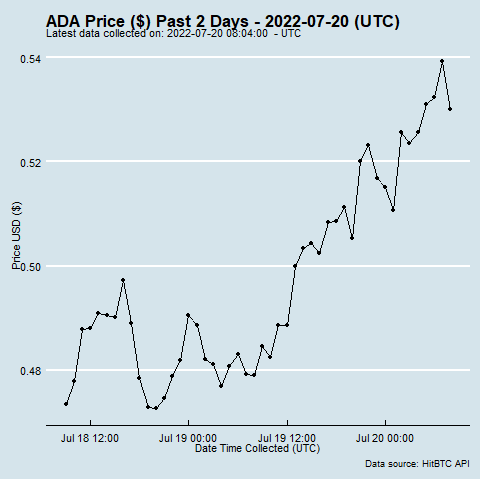 ADA Price ($) Past 2 Days - 2022-07-20 (UTC)
Latest data collected on: 2022-07-20 08:04:00  - UTC
0.54
0.52
0.50
0.48
Price USD ($)
Jul 18 12:00
Jul 19 00:00
Jul 19 12:00
Jul 20 00:00
Date Time Collected (UTC)
Data source: HitBTC API